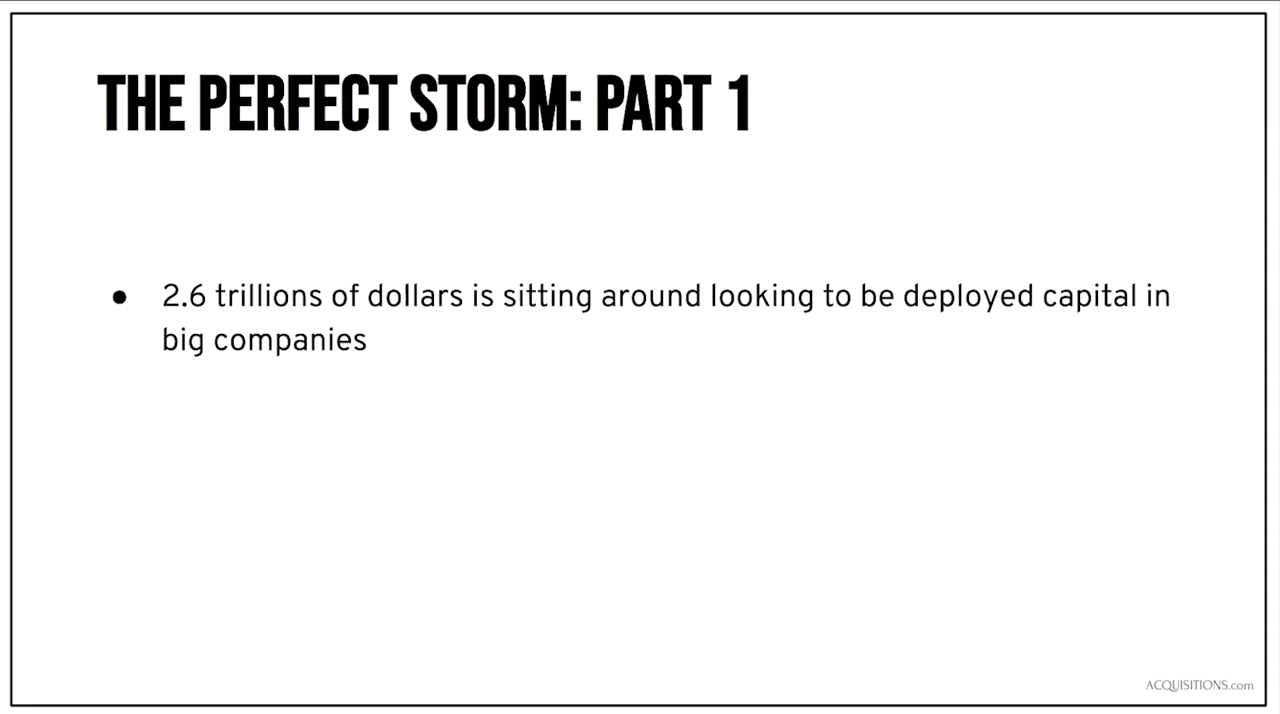 THE PERFECT STORM: PART 1
● 2.6 trillions of dollars is sitting around looking to be deployed capital in
big companies
ACQUISITIONS.com